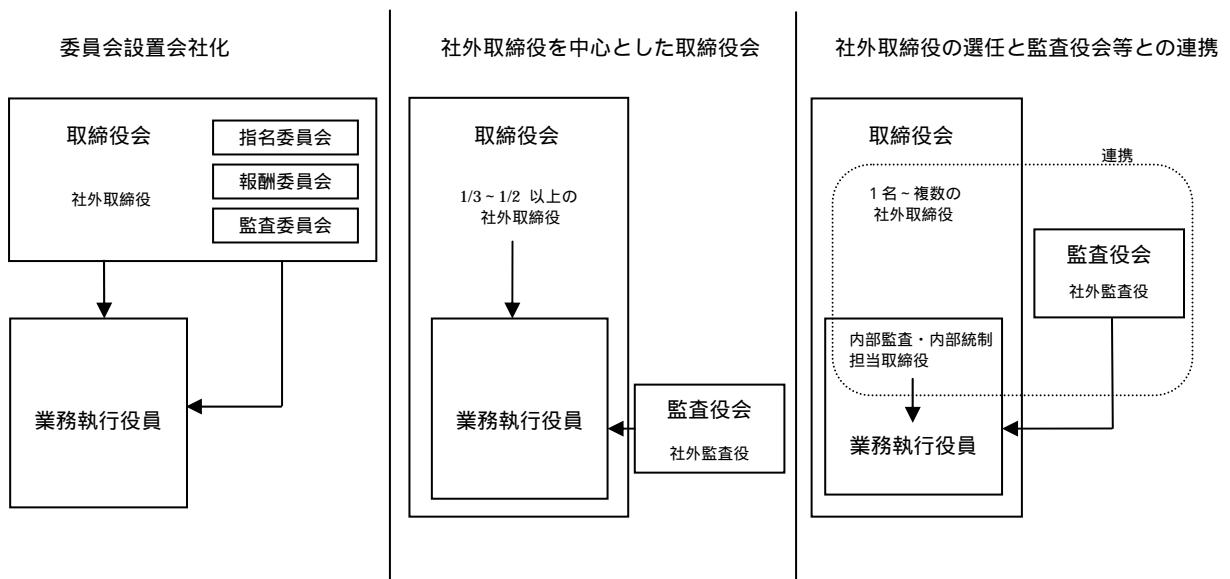 委員会設置会社化
取締役会
社外取締役
指名委員会
報酬委員会
監査委員会
業務執行役員
社外取締役を中心とした取締役会
取締役会
1/3~1/2 以上の
社外取締役
業務執行役員
監査役会
社外監査役
社外取締役の選任と監査役会等との連携
取締役会
連携
1名~複数の
社外取締役
監査役会
社外監査役
内部監査・内部統制
担当取締役
業務執行役員